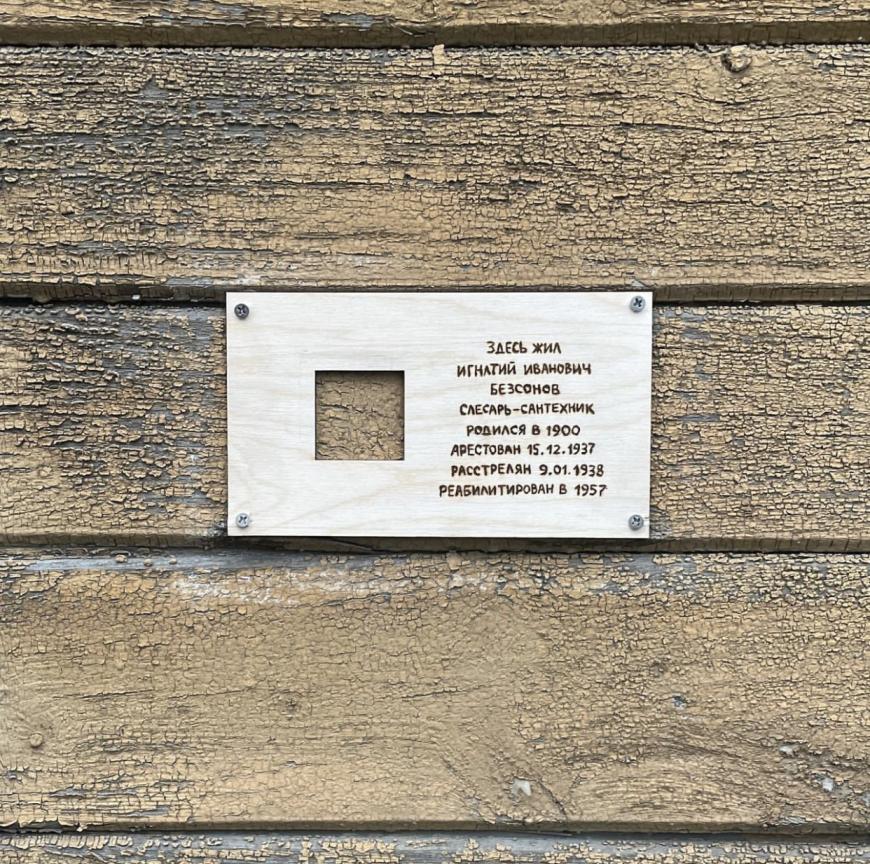 ЗДЕСЬ ЖИЛ
ИГНАТИЙ ИВАНОВИЧ
БЕЗСОНОВ
СЛЕСАРЬ-САНТЕХНИК
РОДИЛСЯ В 1900
АРЕСТОВАН 15.12.1937
РАССТРЕЛЯН 9.01.1938
РЕАБИЛИТИРОВАН В 1957